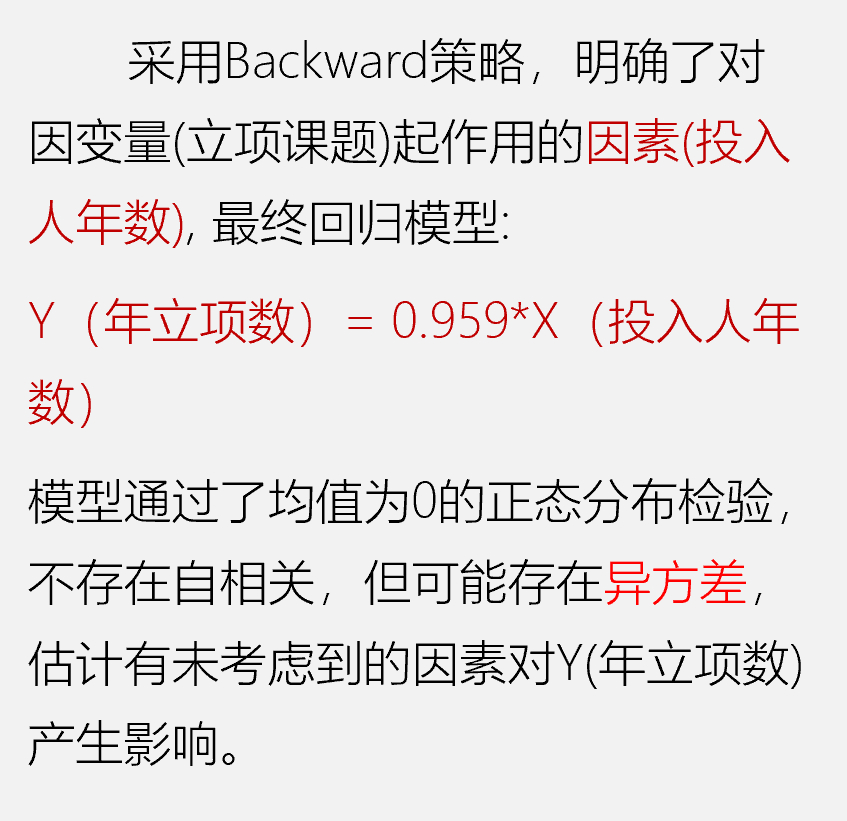 采用Backward策略，明确了对
因变量(立项课题)起作用的因素(投入
人年数), 最终回归模型:
Y（年立项数）= 0.959*X（投入人年
数）
模型通过了均值为0的正态分布检验，
不存在自相关，但可能存在异方差，
估计有未考虑到的因素对Y(年立项数)
产生影响。